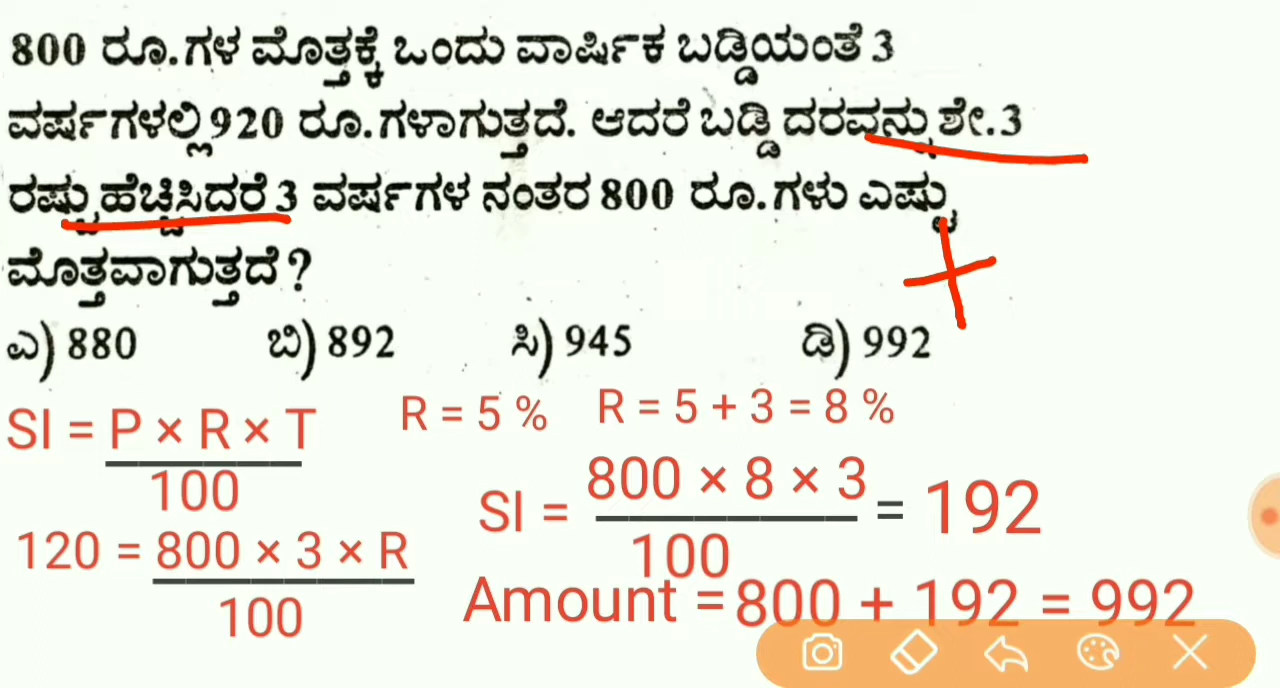 800 ರೂ.ಗಳ ಮೊತ್ತಕ್ಕೆ ಒಂದು ವಾರ್ಷಿಕ ಬಡ್ಡಿಯಂತೆ 3
ವರ್ಷಗಳಲ್ಲಿ 920 ರೂ.ಗಳಾಗುತ್ತದೆ. ಆದರೆ ಬಡ್ಡಿ ದರವನ್ನು ಶೇ.3
ರಷ್ಟು ಹೆಚ್ಚಿಸಿದರೆ 3 ವರ್ಷಗಳ ನಂತರ 800 ರೂ.ಗಳು ಎಷ್ಟು
ಮೊತ್ತವಾಗುತ್ತದೆ?
ಎ) 880 ಬಿ) 892 ಸಿ) 945 ಡಿ) 992
SI = P × R × T
100
R = 5 % R = 5 + 3 = 8 %
120 = 800 × 3 × R
100
SI = 800 × 8 × 3 = 192
100
Amount = 800 + 192 = 992